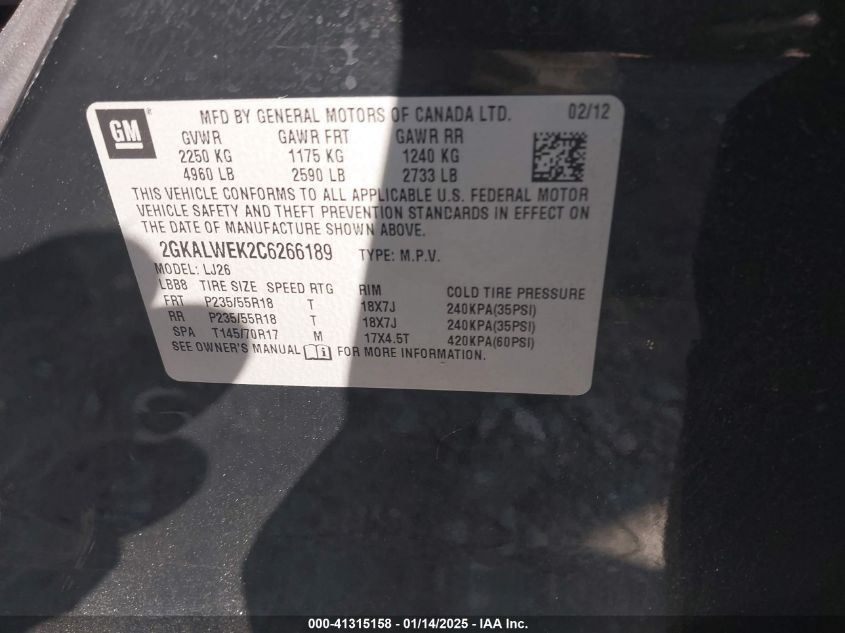 GM ®
MFD BY GENERAL MOTORS OF CANADA LTD. 02/12
GVWR GAWR FRT GAWR RR
2250 KG 1175 KG 1240 KG
4960 LB 2590 LB 2733 LB
THIS VEHICLE CONFORMS TO ALL APPLICABLE U.S. FEDERAL MOTOR
VEHICLE SAFETY AND THEFT PREVENTION STANDARDS IN EFFECT ON
THE DATE OF MANUFACTURE SHOWN ABOVE.
2GKALWEK2C6266189 TYPE: M.P.V.
MODEL: LJ26
LBB8 TIRE SIZE SPEED RTG RIM COLD TIRE PRESSURE
FRT P235/55R18 T 18X7J 240KPA(35PSI)
RR P235/55R18 T 18X7J 240KPA(35PSI)
SPA T145/70R17 M 17X4.5T 420KPA(60PSI)
SEE OWNER'S MANUAL FOR MORE INFORMATION.
000-41315158 - 01/14/2025 - IAA Inc.